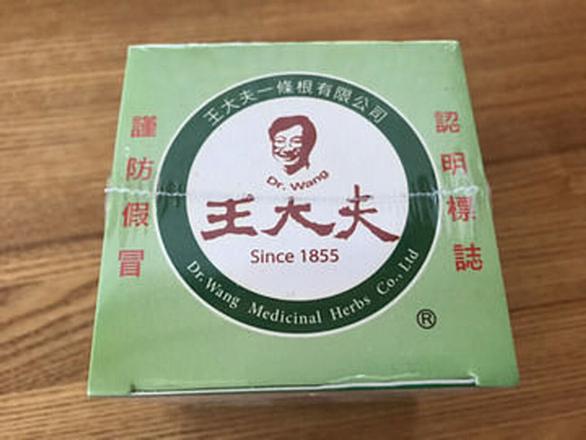 王大夫一條根有限公司
Dr. Wang
王大夫
Since 1855
Dr. Wang Medicinal Herbs Co., Ltd
謹防假冒
認明標誌
®